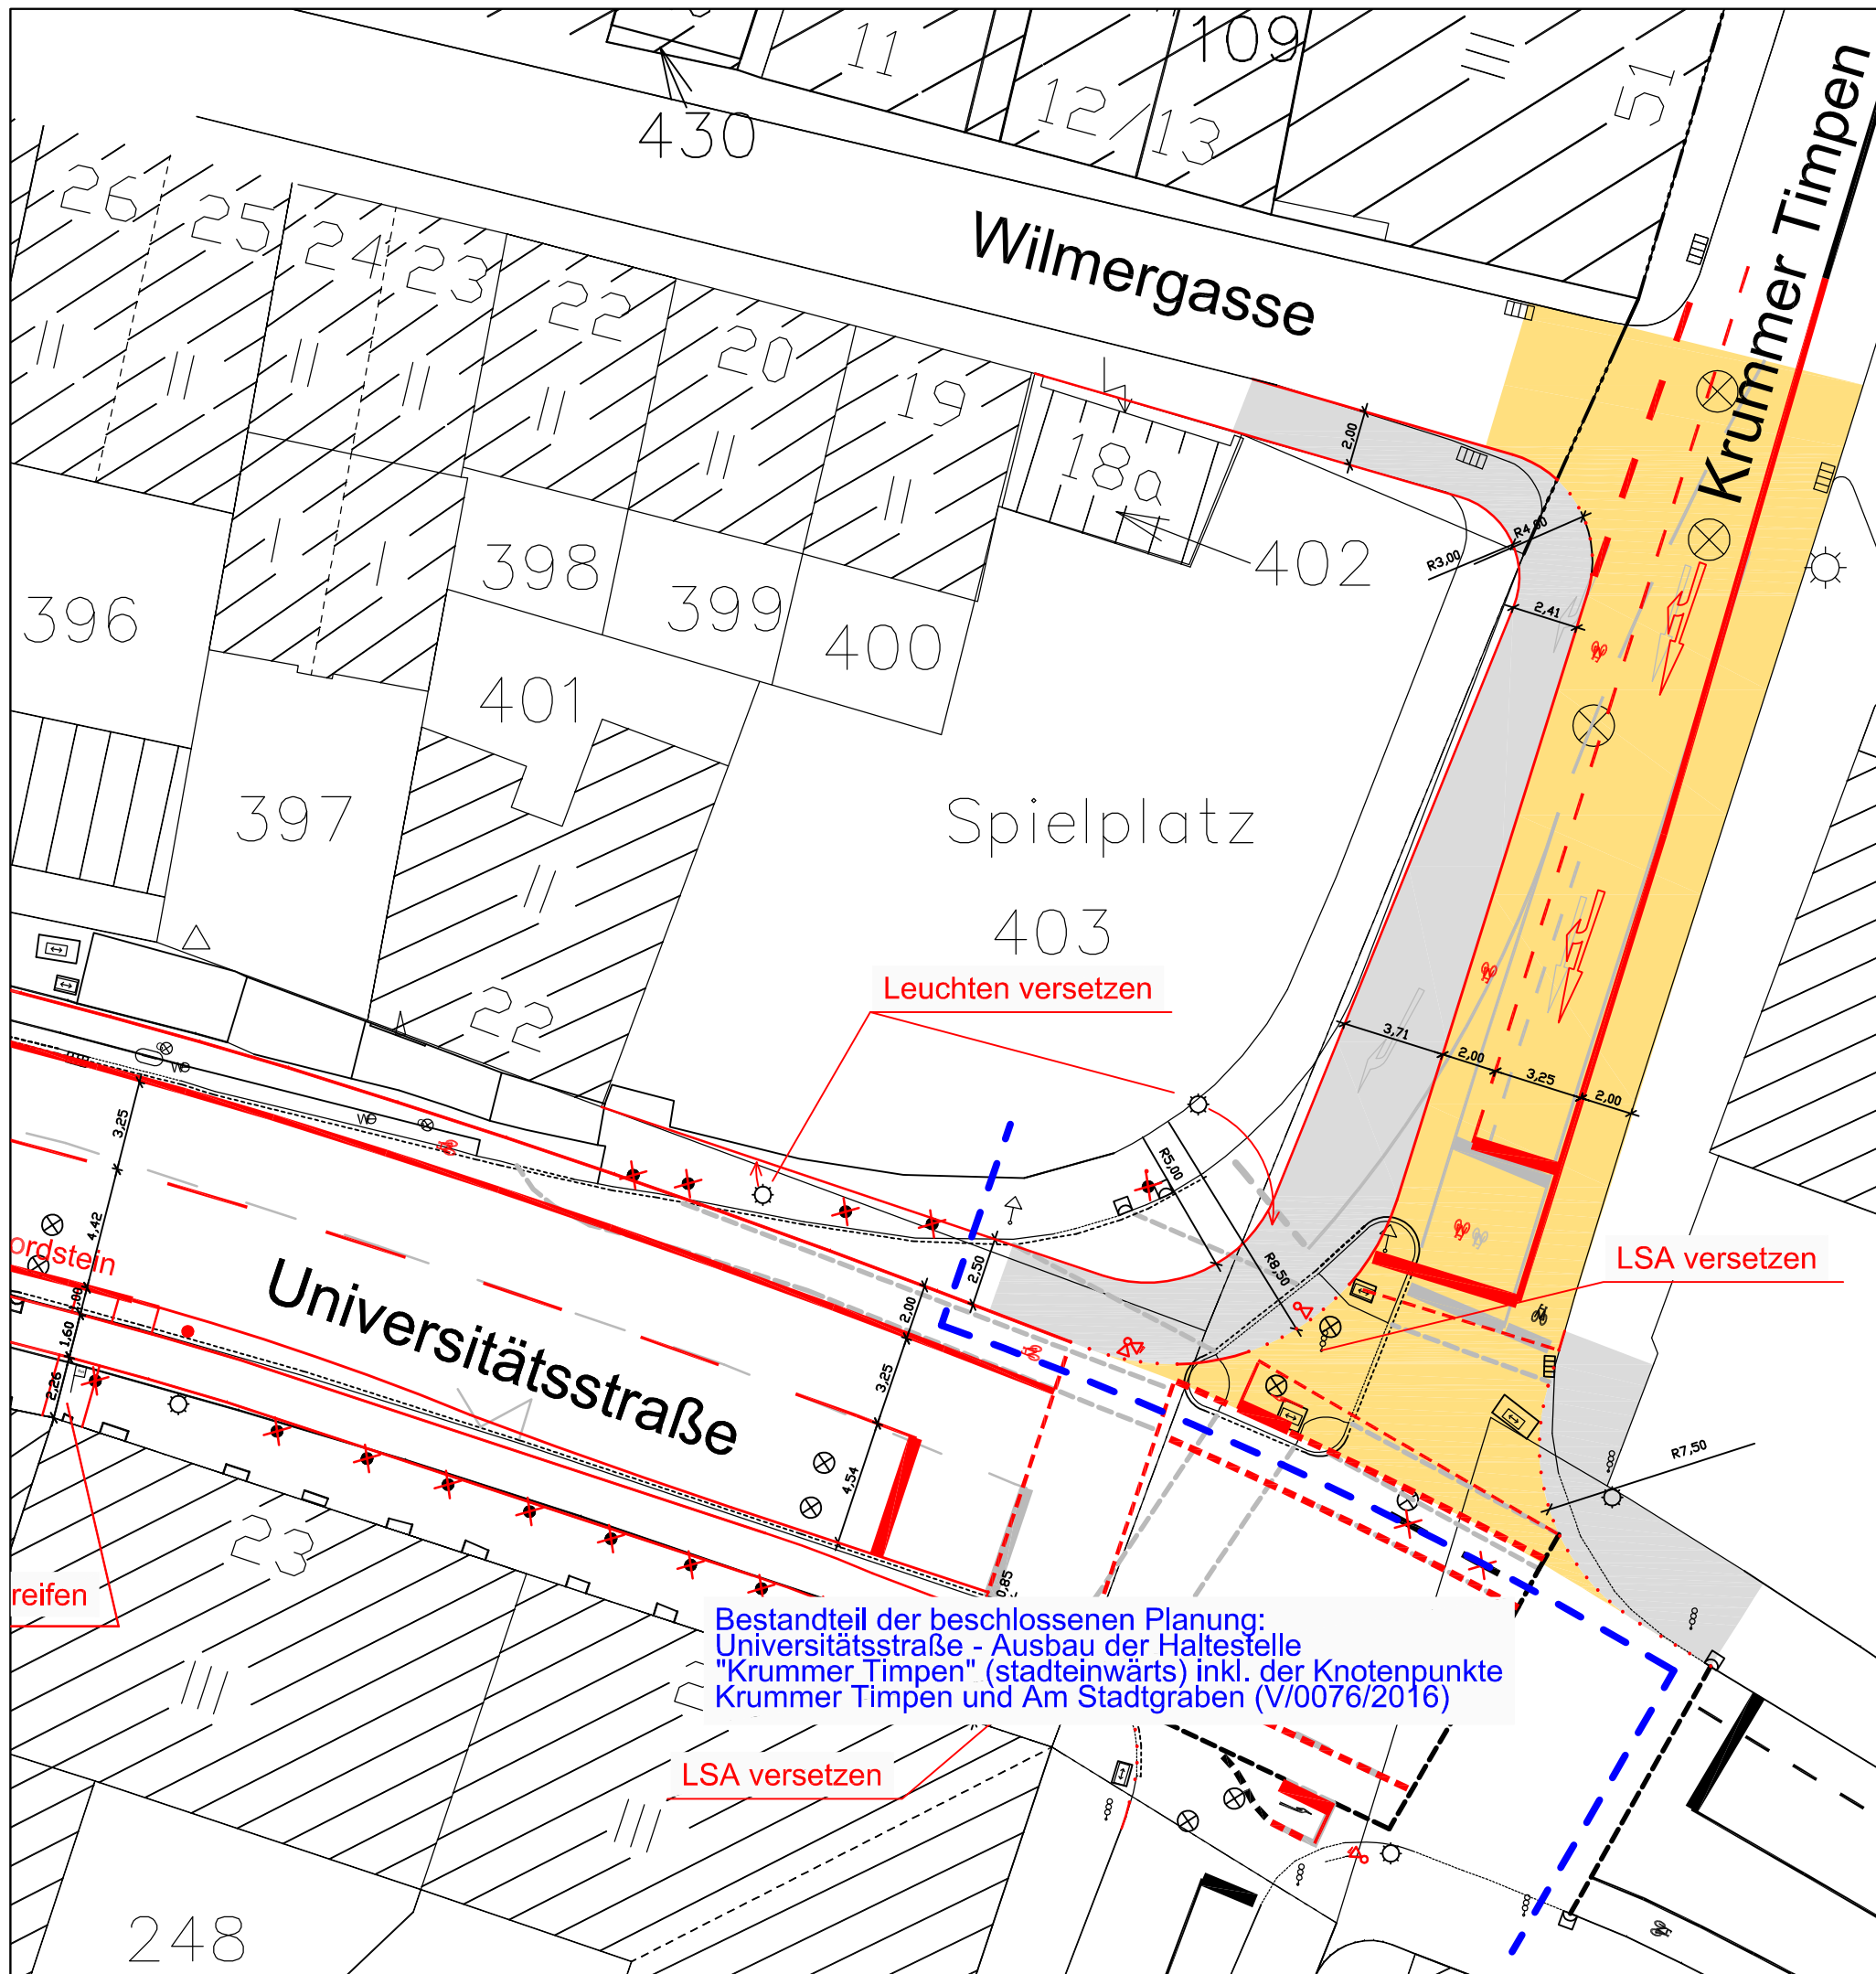 11
109
12/13
51
430
Krummer Timpen
26
25
24
23
22
20
19
Wilmergasse
18a
2,00
402
R4,00
R3,00
2,41
396
398
399
400
401
397
Spielplatz
403
22
Leuchten versetzen
3,71
2,00
3,25
2,00
3,25
4,42
R5,00
R8,50
2,50
2,00
3,25
4,54
LSA versetzen
ordstein
1,60
2,26
Universitätsstraße
R7,50
0,85
23
reifen
Bestandteil der beschlossenen Planung:
Universitätsstraße - Ausbau der Haltestelle
"Krummer Timpen" (stadteinwärts) inkl. der Knotenpunkte
Krummer Timpen und Am Stadtgraben (V/0076/2016)
LSA versetzen
248